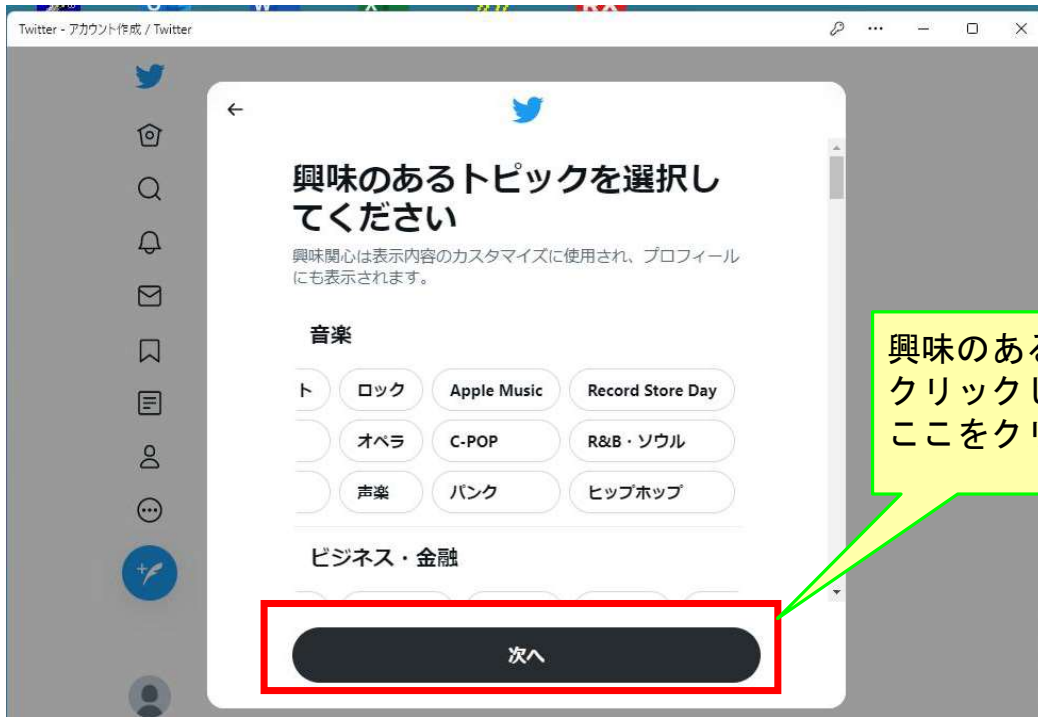 Twitter - アカウント作成 / Twitter
興味のあるトピックを選択し
てください
興味関心は表示内容のカスタマイズに使用され、プロフィール
にも表示されます。
音楽
ト ロック Apple Music Record Store Day
オペラ C-POP R&B・ソウル
声楽 パンク ヒップホップ
ビジネス・金融
次へ
興味のある
クリックし
ここをクリ